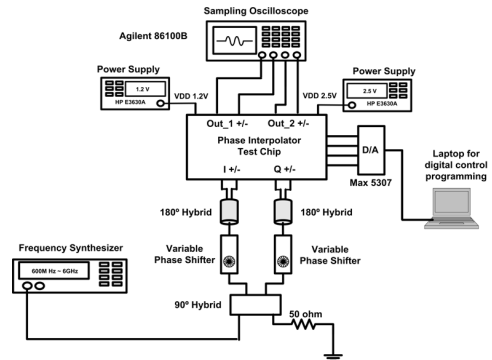 Sampling Oscilloscope
Agilent 86100B
Power Supply
1.2 V
HP E3630A
VDD 1.2V
VDD 2.5V
Power Supply
2.5 V
HP E3630A
Out_1 +/-
Out_2 +/-
Phase Interpolator
Test Chip
I +/-
Q +/-
D/A
Max 5307
Laptop for
digital control
programming
180º Hybrid
180º Hybrid
Variable
Phase Shifter
Variable
Phase Shifter
Frequency Synthesizer
600M Hz ~ 6GHz
90º Hybrid
50 ohm